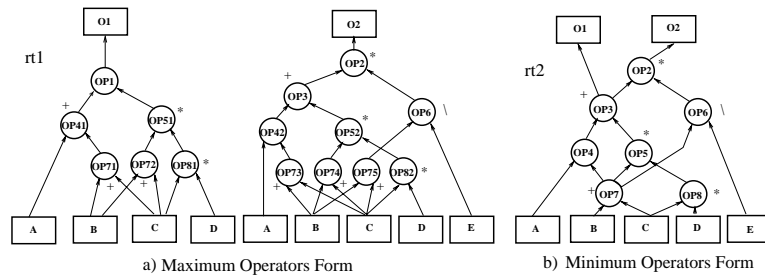 O1
O2
O1
O2
rt1
OP1
OP2
*
rt2
OP2
*
+
OP3
+
OP3
+
OP41
OP51
*
OP42
OP52
*
OP6
\
OP6
\
OP4
OP5
*
OP71
OP72
OP81
*
OP73
OP74
OP75
OP82
*
+
+
+
+
+
OP7
OP8
*
A
B
C
D
A
B
C
D
E
A
B
C
D
E
a) Maximum Operators Form
b) Minimum Operators Form